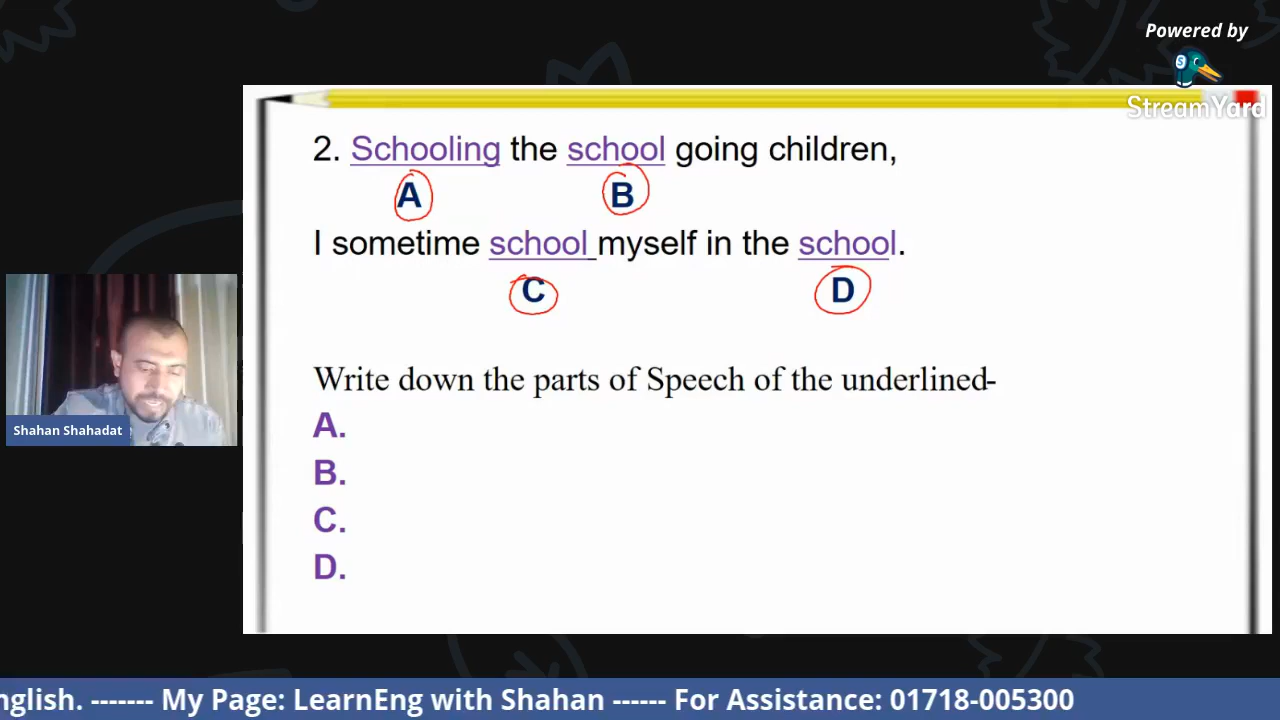 Powered by
StreamYard
2. Schooling the school going children,
A B
I sometime school myself in the school.
C D
Write down the parts of Speech of the underlined-
A.
B.
C.
D.
Shahan Shahadat
nglish. ------- My Page: LearnEng with Shahan ------ For Assistance: 01718-005300